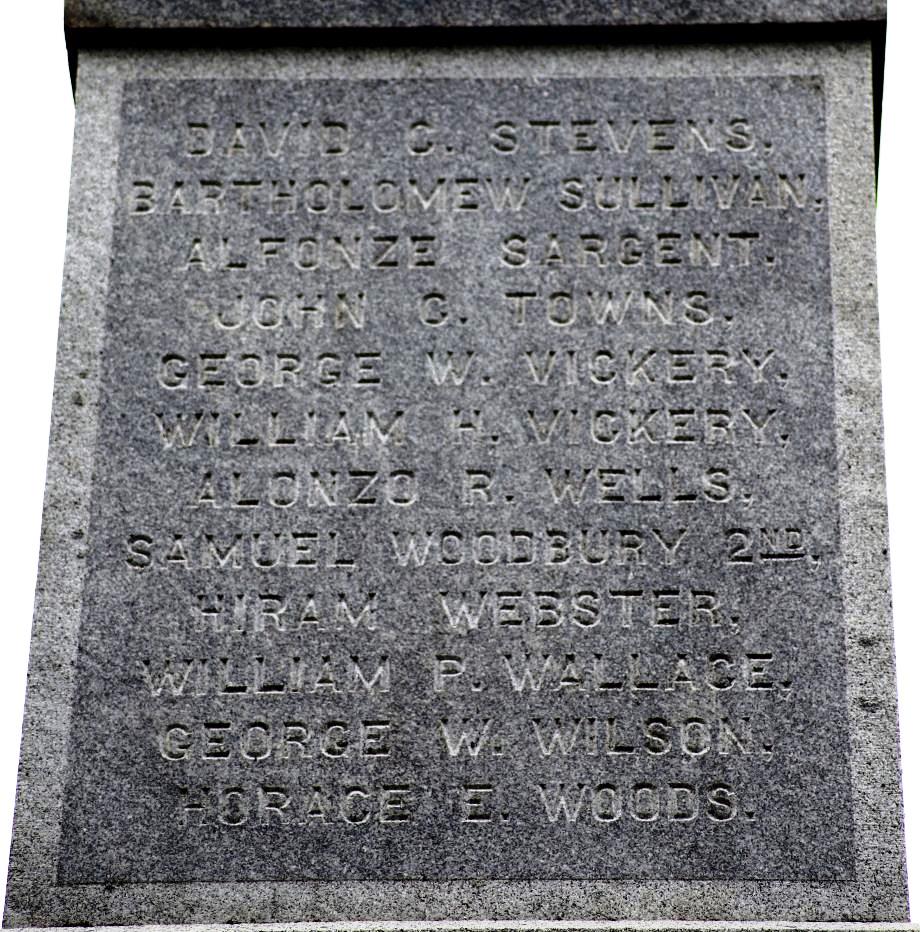 DAVID C. STEVENS,
BARTHOLOMEW SULLIVAN,
ALFONZE SARGENT,
JOHN C. TOWNS,
GEORGE W. VICKERY,
WILLIAM H. VICKERY,
ALONZO R. WELLS,
SAMUEL WOODBURY 2ND,
HIRAM WEBSTER,
WILLIAM P. WALLACE,
GEORGE W. WILSON,
HORACE E. WOODS.